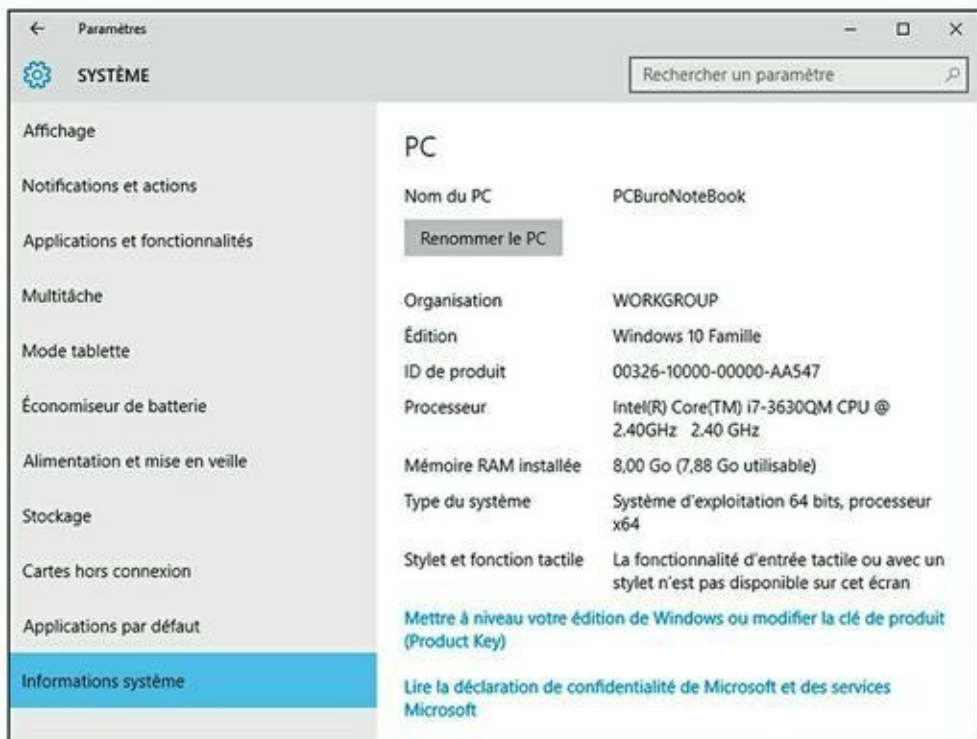 Paramètres
SYSTÈME
Rechercher un paramètre
Affichage
Notifications et actions
Applications et fonctionnalités
Multitâche
Mode tablette
Économiseur de batterie
Alimentation et mise en veille
Stockage
Cartes hors connexion
Applications par défaut
Informations système
PC
Nom du PC PCBuroNoteBook
Renommer le PC
Organisation WORKGROUP
Édition Windows 10 Famille
ID de produit 00326-10000-00000-AA547
Processeur Intel(R) Core(TM) i7-3630QM CPU @
2.40GHz 2.40 GHz
Mémoire RAM installée 8,00 Go (7,88 Go utilisable)
Type du système Système d'exploitation 64 bits, processeur
x64
Stylet et fonction tactile La fonctionnalité d'entrée tactile ou avec un
stylet n'est pas disponible sur cet écran
Mettre à niveau votre édition de Windows ou modifier la clé de produit
(Product Key)
Lire la déclaration de confidentialité de Microsoft et des services
Microsoft